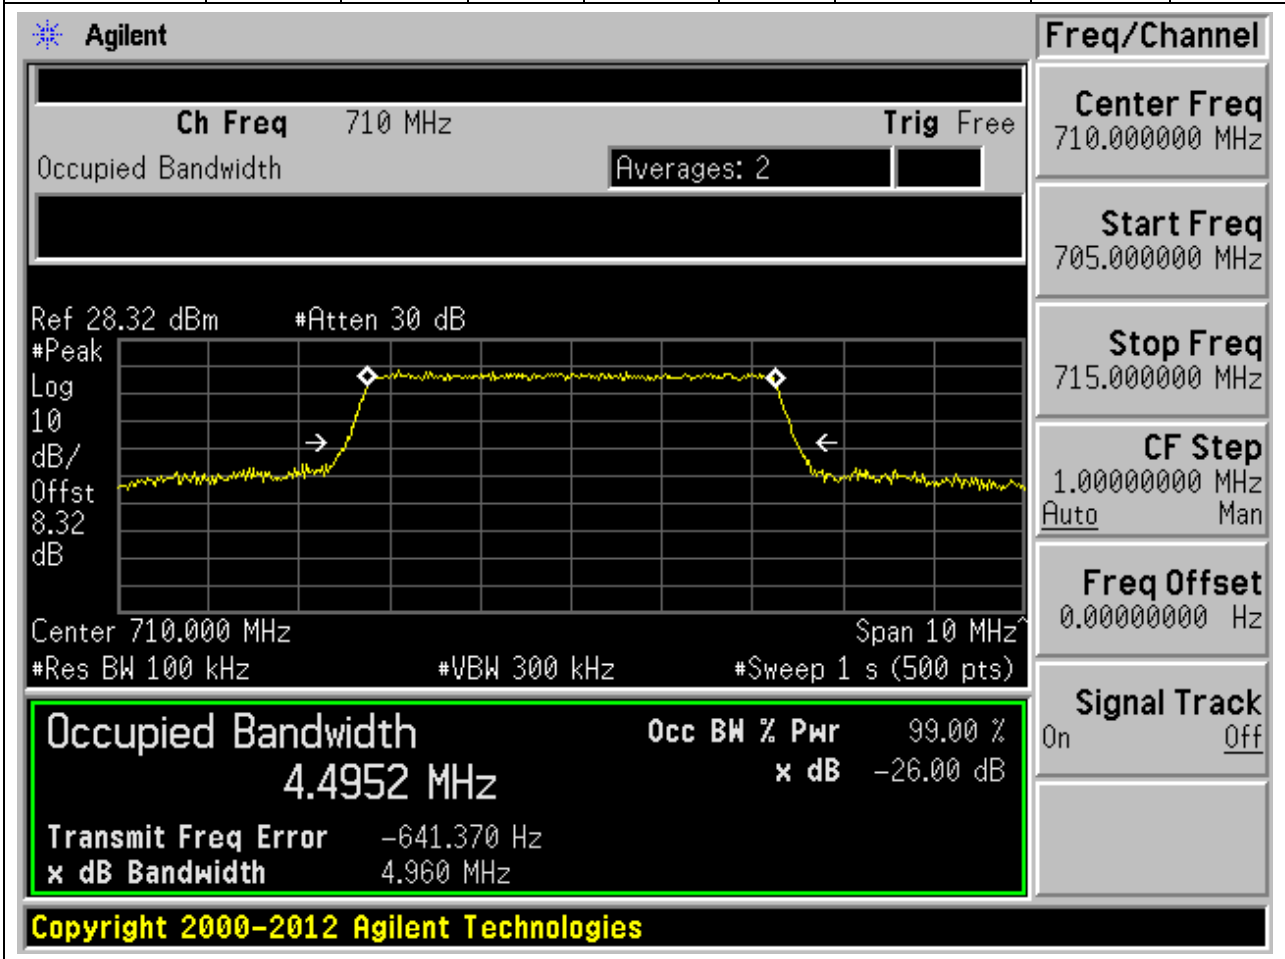 Agilent
Freq/Channel
Ch Freq 710 MHz Trig Free
Occupied Bandwidth Averages: 2
Center Freq
710.000000 MHz
Start Freq
705.000000 MHz
Stop Freq
715.000000 MHz
CF Step
1.00000000 MHz
Auto Man
Freq Offset
0.00000000 Hz
Signal Track
On Off
Ref 28.32 dBm #Atten 30 dB
#Peak
Log
10
dB/
Offst
8.32
dB
Center 710.000 MHz Span 10 MHz^
#Res BW 100 kHz #VBW 300 kHz #Sweep 1 s (500 pts)
Occupied Bandwidth Occ BW % Pwr 99.00 %
4.4952 MHz x dB -26.00 dB
Transmit Freq Error -641.370 Hz
x dB Bandwidth 4.960 MHz
Copyright 2000-2012 Agilent Technologies